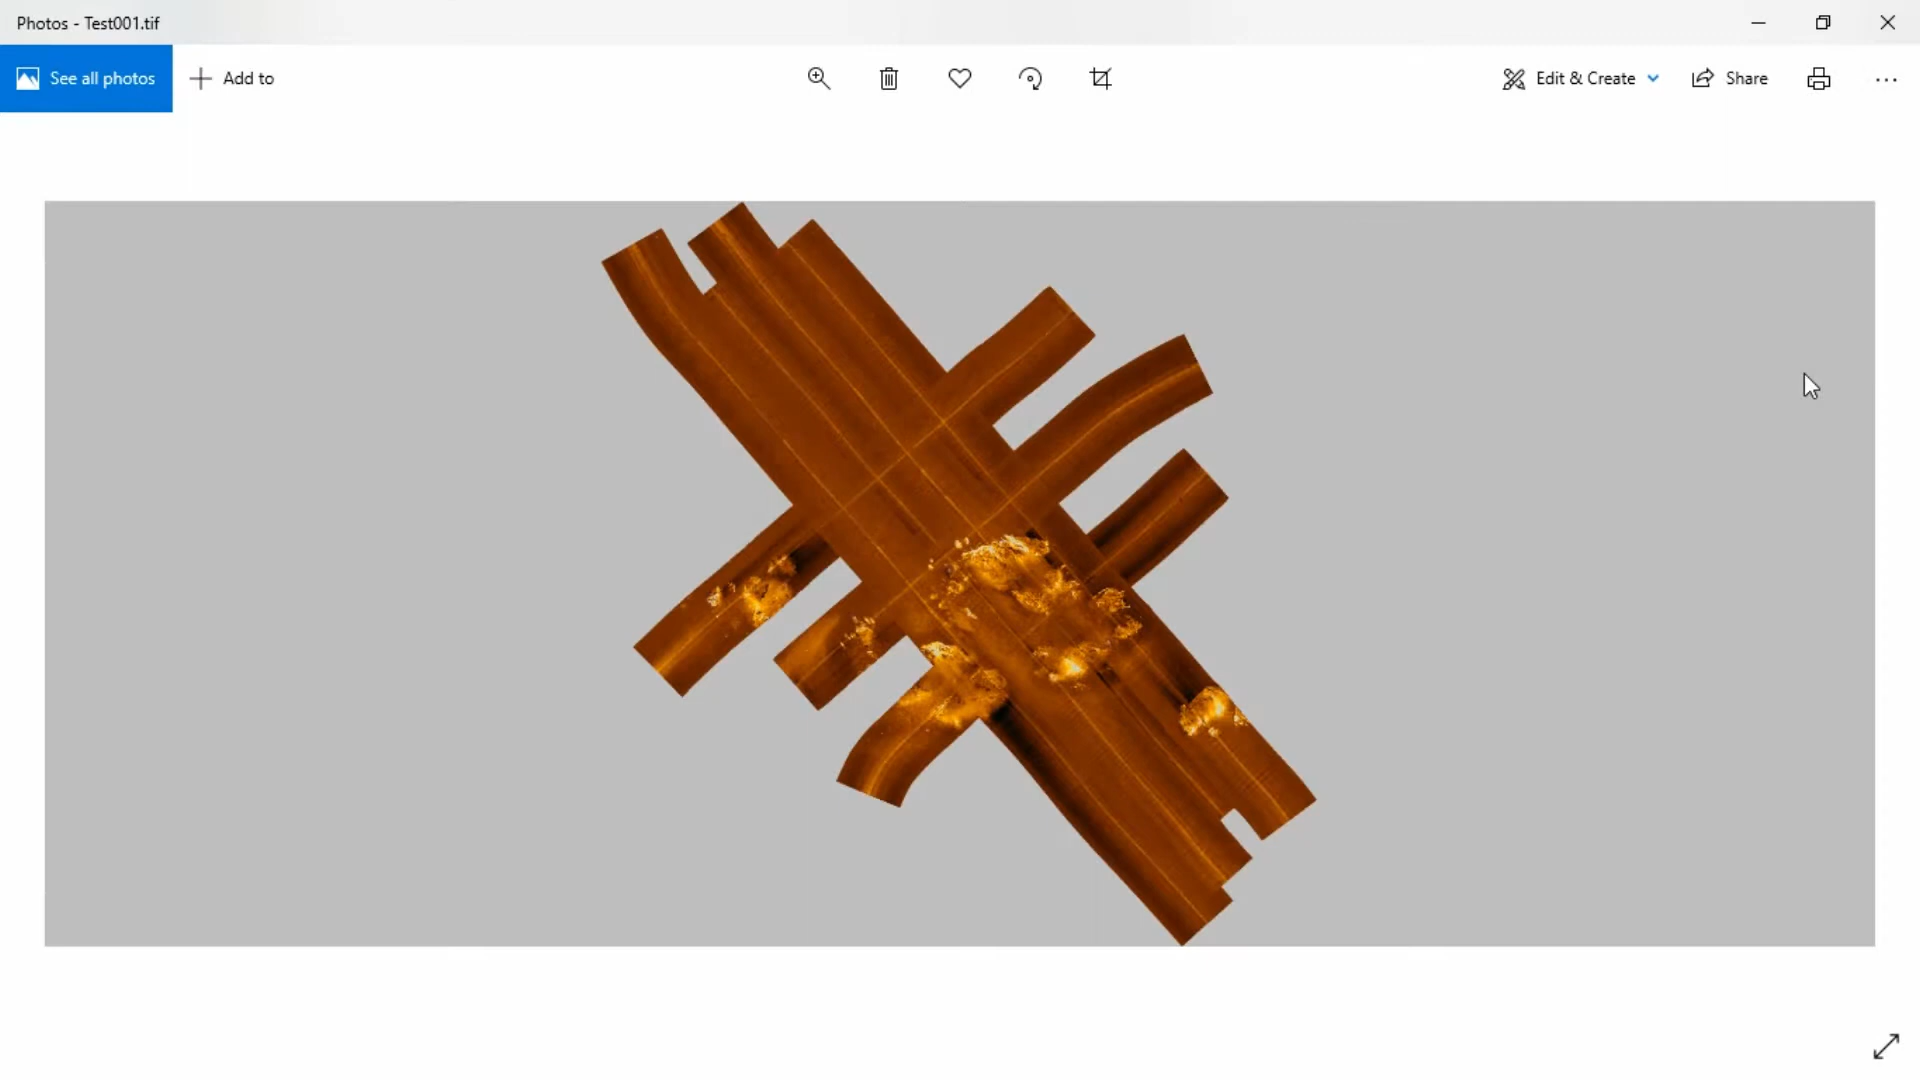 Photos - Test001.tif
See all photos
Add to
Edit & Create
Share